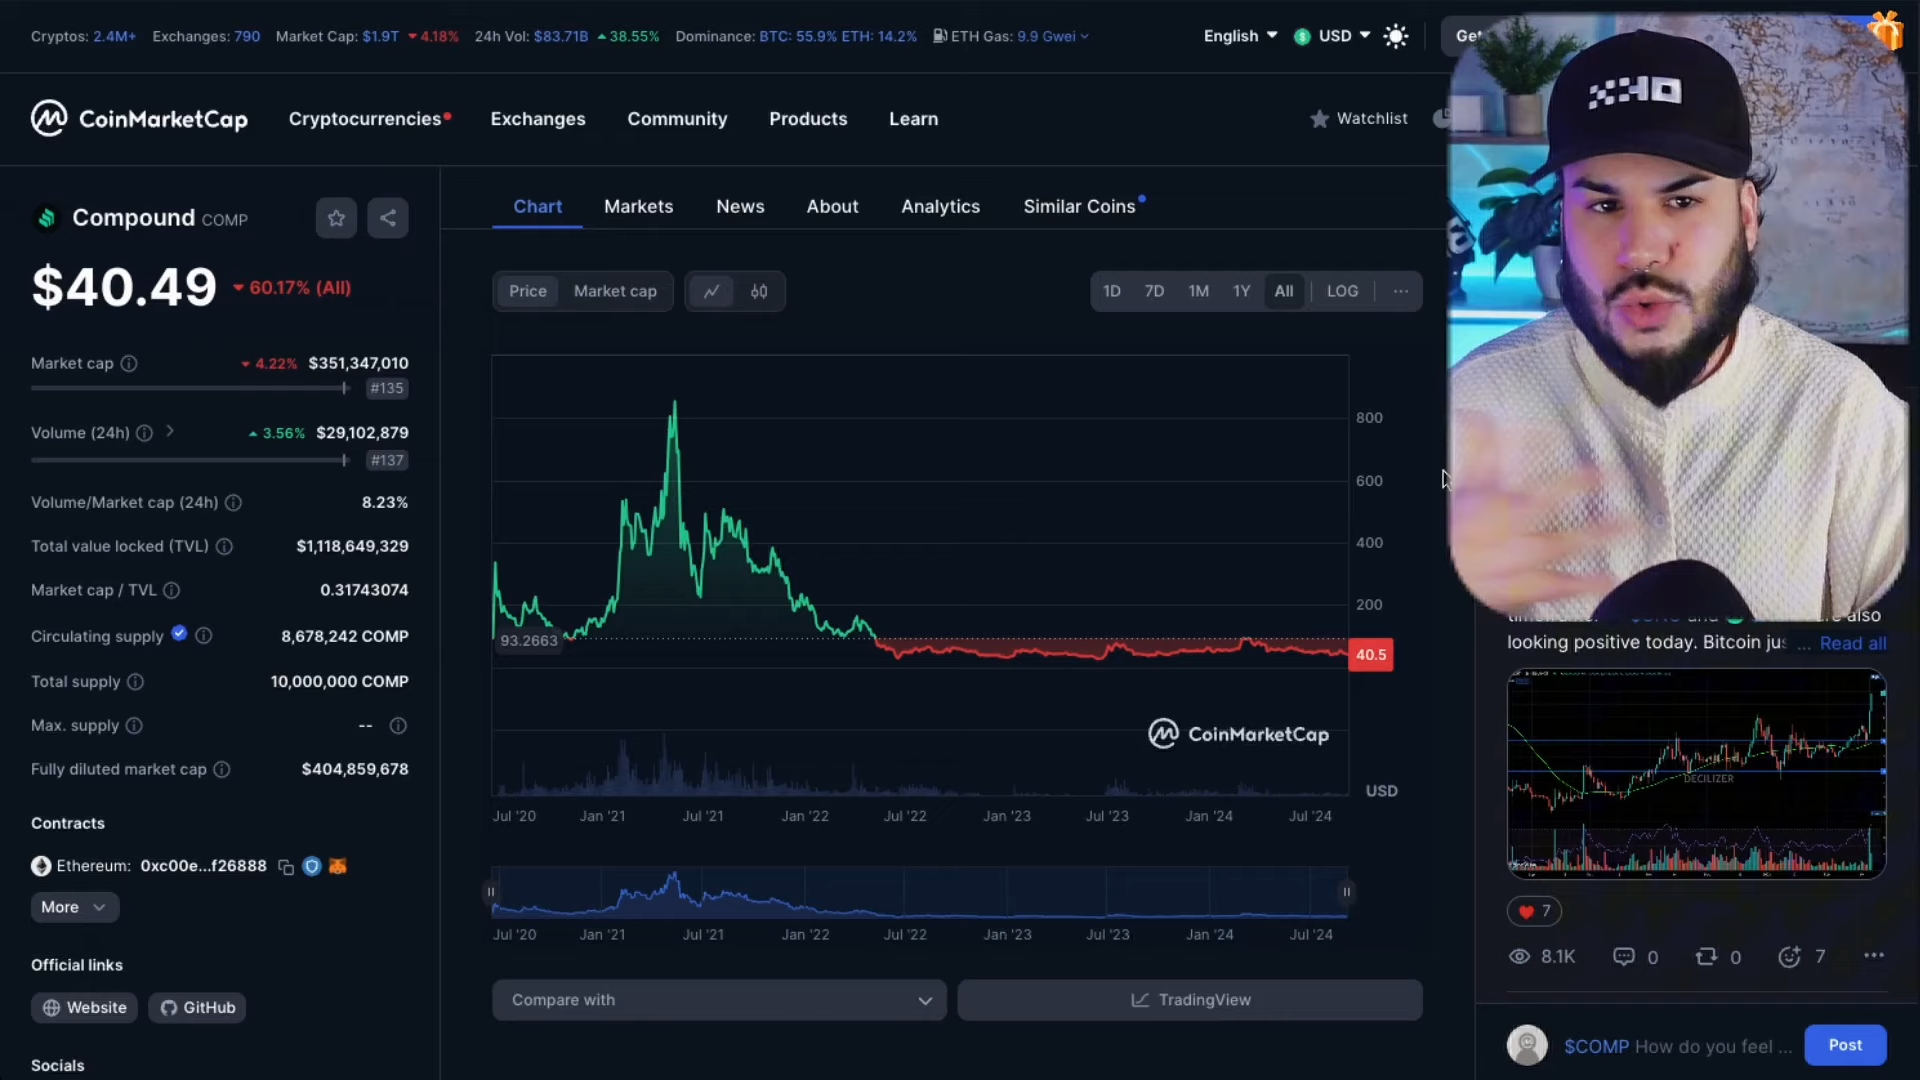 Cryptos: 2.4M+ Exchanges: 790 Market Cap: $1.9T 4.18% 24h Vol: $83.71B 38.55% Dominance: BTC: 55.9% ETH: 14.2% ETH Gas: 9.9 Gwei
English USD
CoinMarketCap
Cryptocurrencies Exchanges Community Products Learn
Watchlist
Compound COMP
$40.49 60.17% (All)
Market cap 4.22% $351,347,010
#135
Volume (24h) 3.56% $29,102,879
#137
Volume/Market cap (24h) 8.23%
Total value locked (TVL) $1,118,649,329
Market cap / TVL 0.31743074
Circulating supply 8,678,242 COMP
Total supply 10,000,000 COMP
Max. supply --
Fully diluted market cap $404,859,678
Contracts
Ethereum: 0xc00e...f26888
More
Official links
Website GitHub
Socials
Chart Markets News About Analytics Similar Coins
Price Market cap
1D 7D 1M 1Y All LOG ...
800
600
400
200
93.2663
40.5
CoinMarketCap
USD
Jul '20 Jan '21 Jul '21 Jan '22 Jul '22 Jan '23 Jul '23 Jan '24 Jul '24
Jul '20 Jan '21 Jul '21 Jan '22 Jul '22 Jan '23 Jul '23 Jan '24 Jul '24
Compare with
TradingView
also
looking positive today. Bitcoin jus ... Read all
DECILIZER
7
8.1K 0 0 7 ...
$COMP How do you feel ...
Post